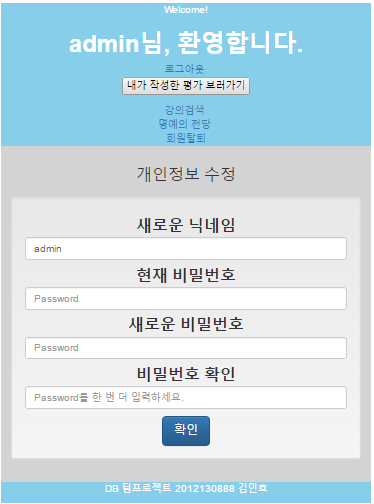 Welcome!
admin님, 환영합니다.
로그아웃
내가 작성한 평가 보러가기
강의검색
명예의 전당
회원탈퇴
개인정보 수정
새로운 닉네임
admin
현재 비밀번호
Password
새로운 비밀번호
Password
비밀번호 확인
Password를 한 번 더 입력하세요.
확인
DB 텀프로젝트 2012130888 김인호